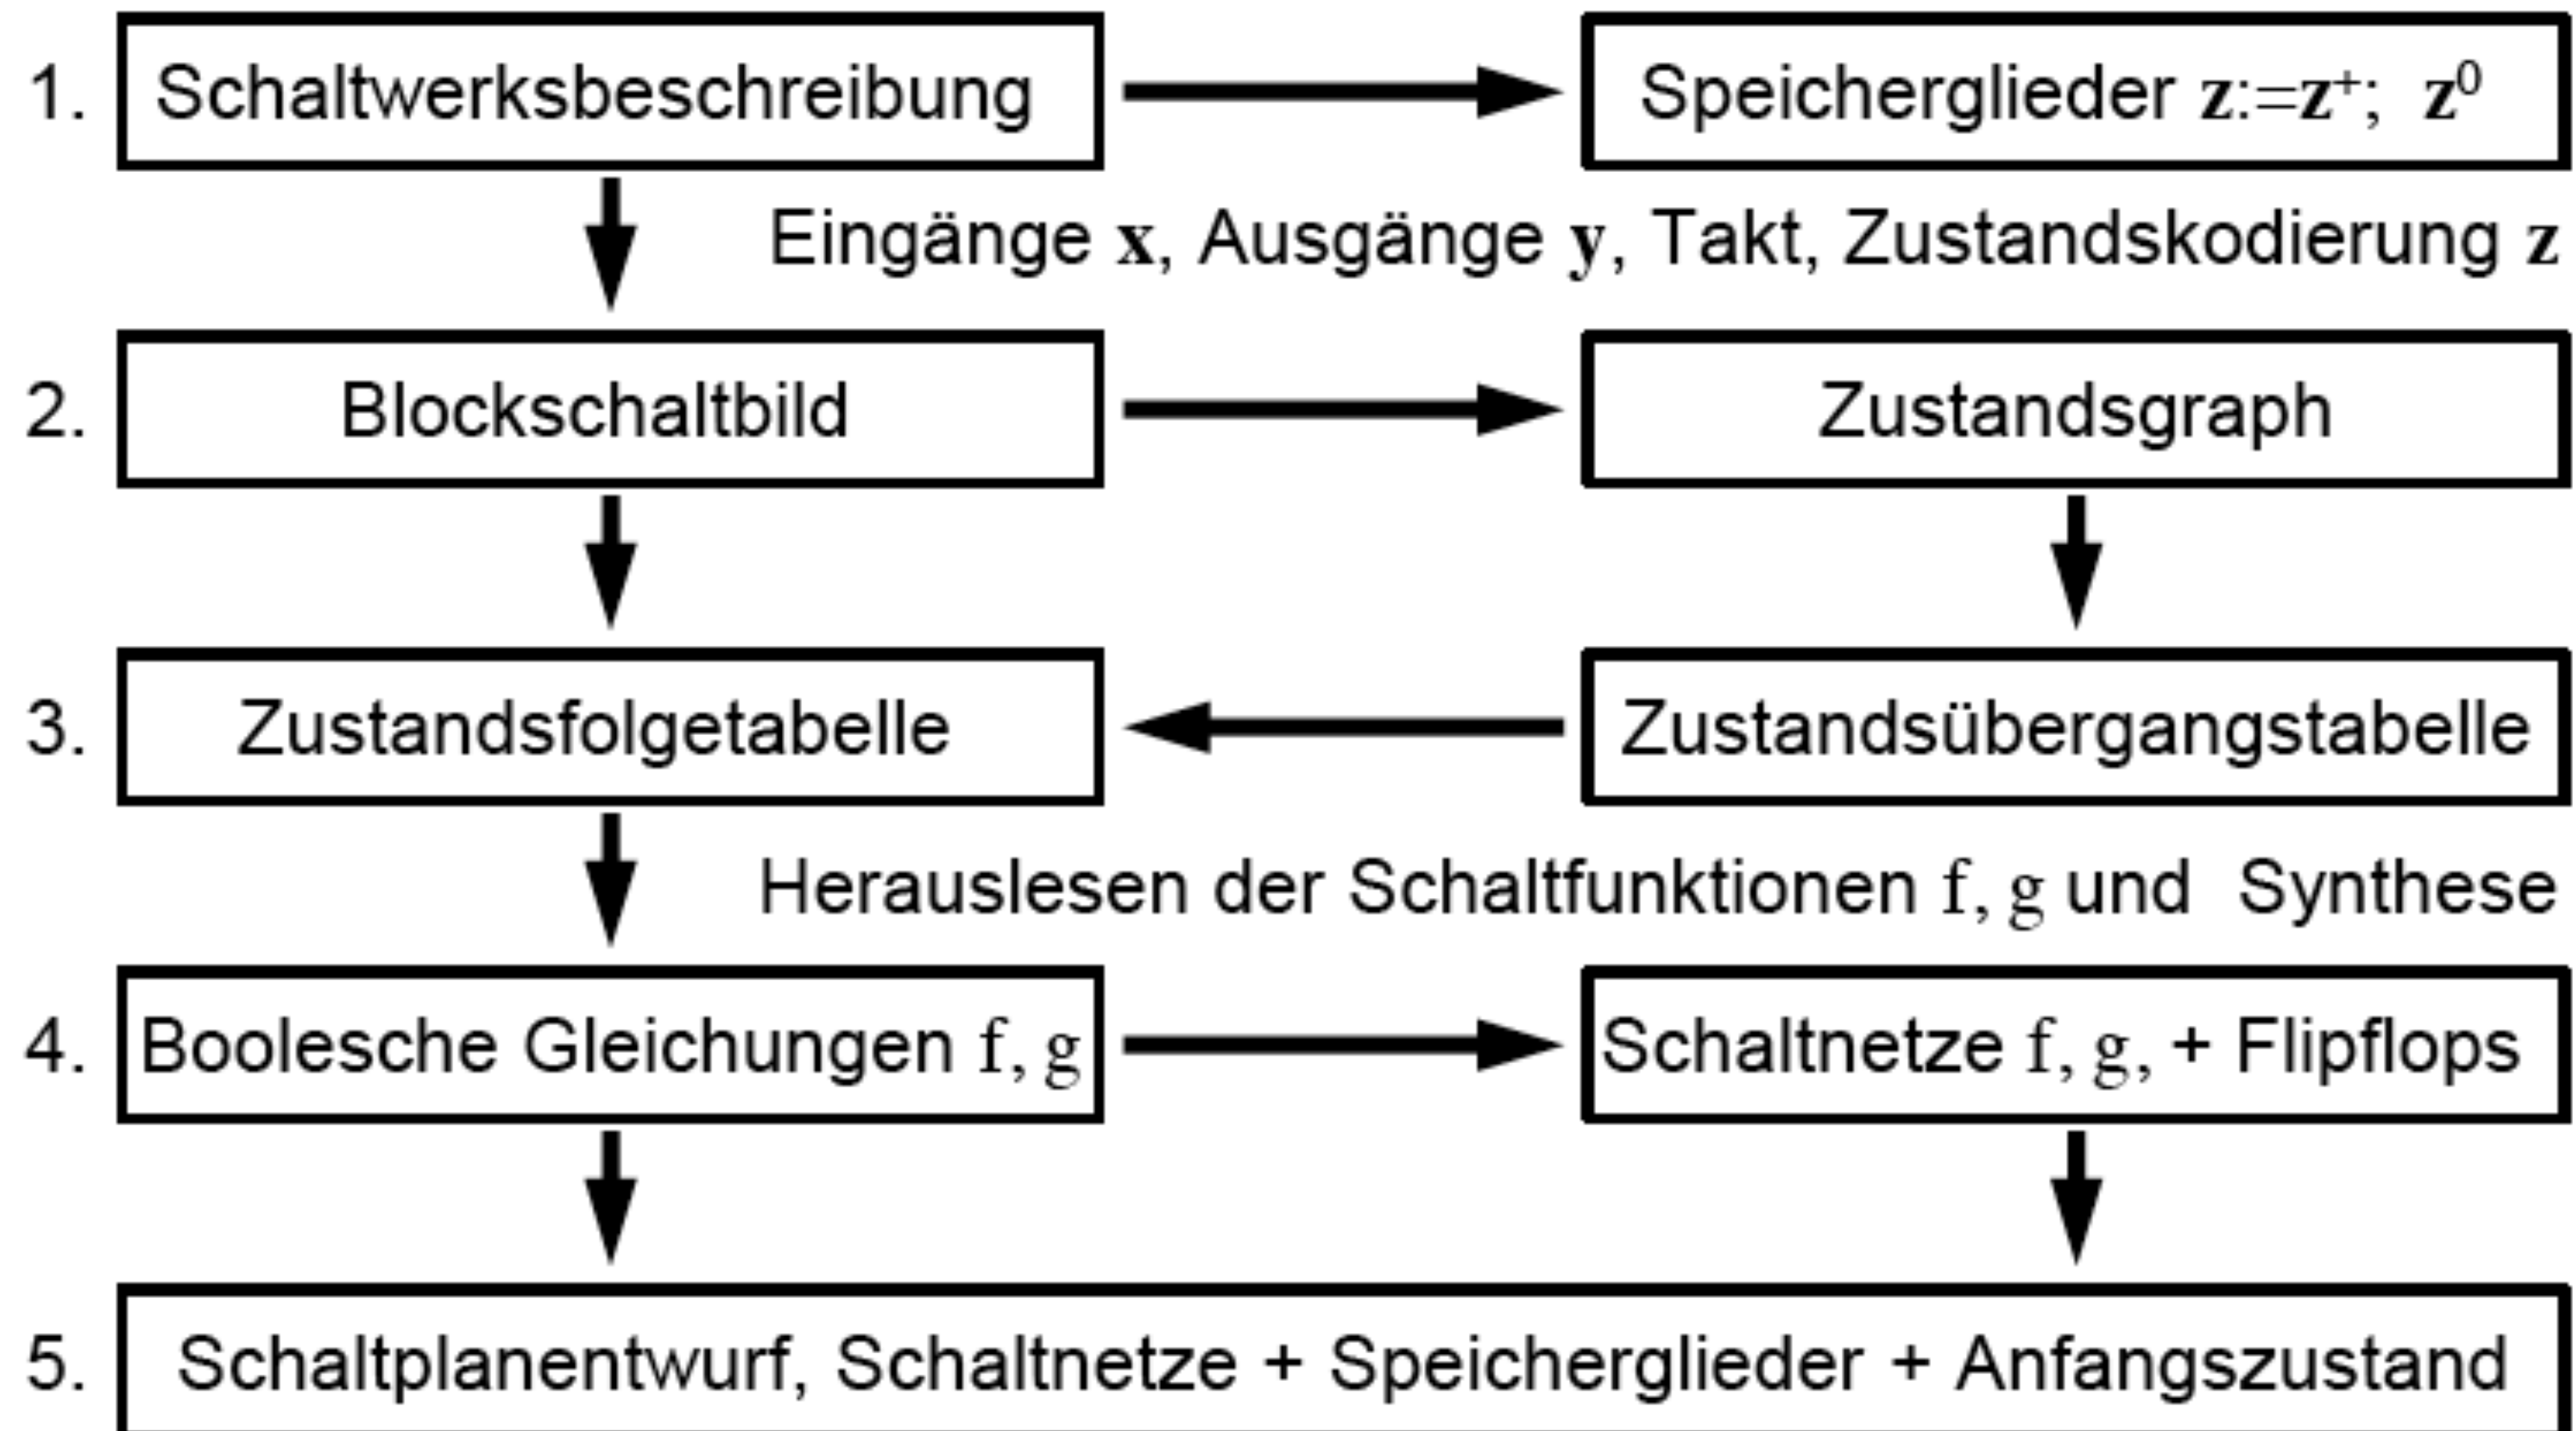 1. Schaltwerksbeschreibung Speicherglieder z:=z⁺; z⁰
Eingänge x, Ausgänge y, Takt, Zustandskodierung z
2. Blockschaltbild Zustandsgraph
3. Zustandsfolgetabelle Zustandsübergangstabelle
Herauslesen der Schaltfunktionen f, g und Synthese
4. Boolesche Gleichungen f, g Schaltnetze f, g, + Flipflops
5. Schaltplanentwurf, Schaltnetze + Speicherglieder + Anfangszustand